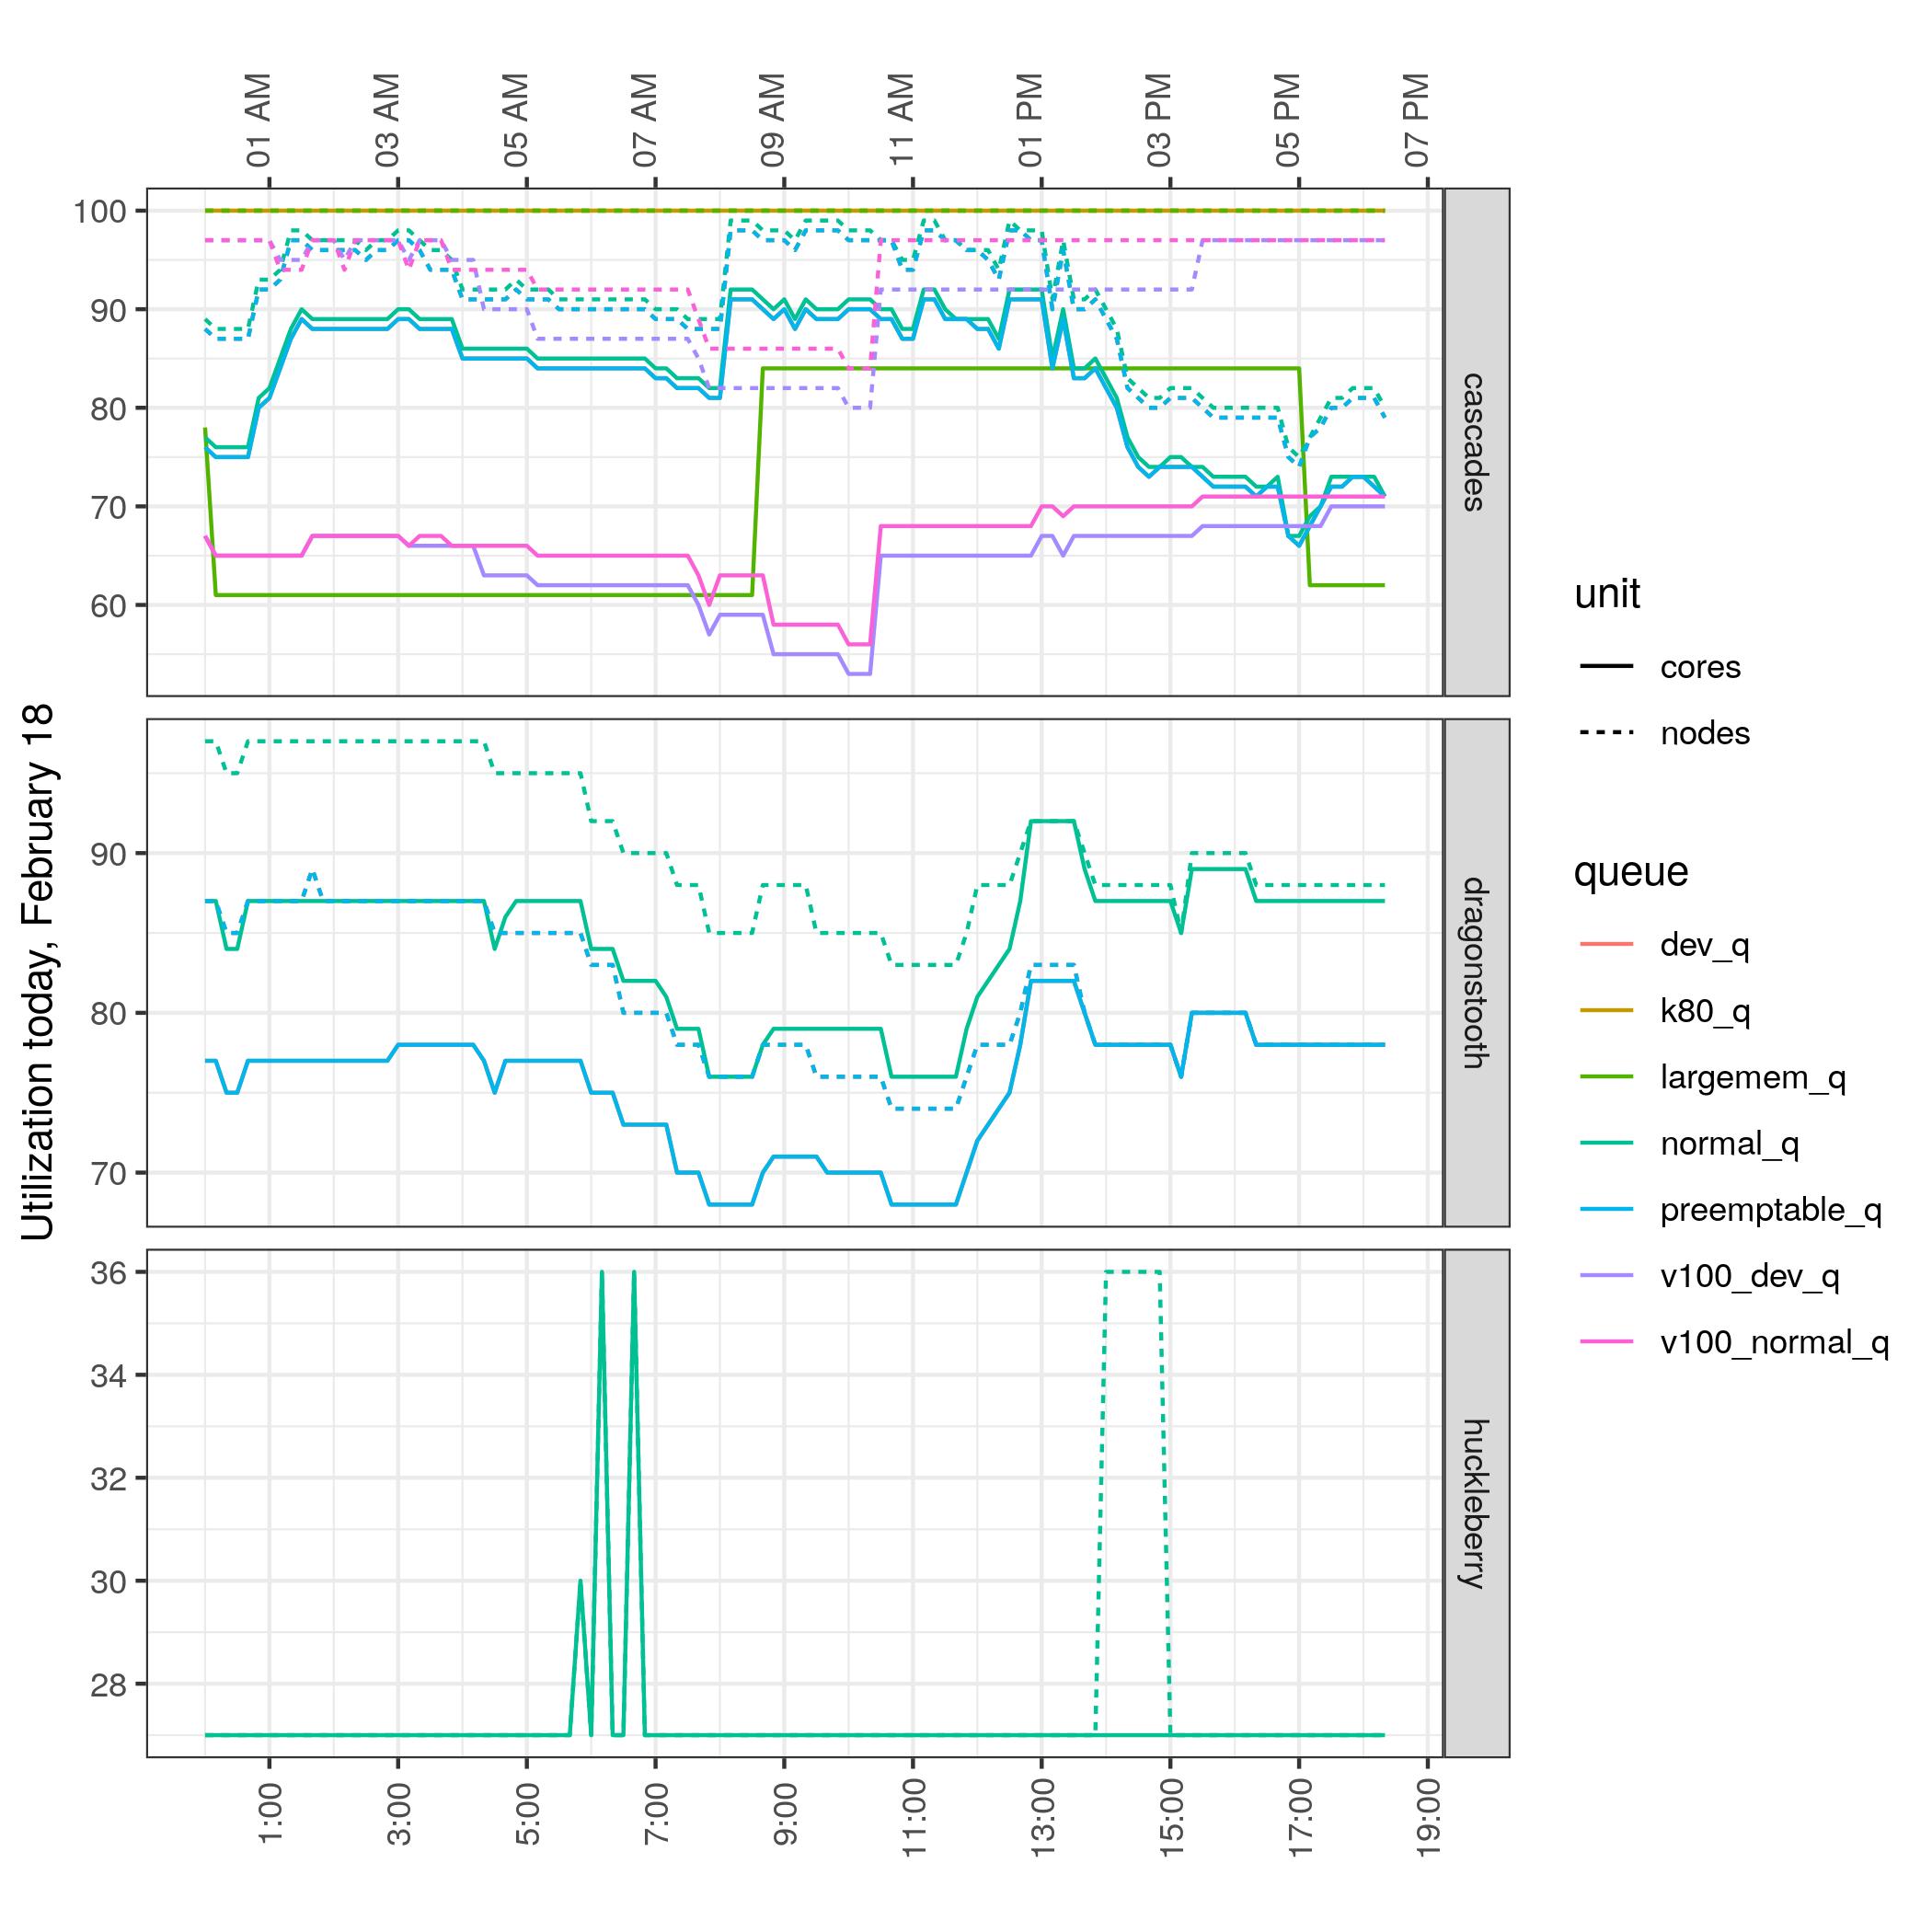 01 AM
03 AM
05 AM
07 AM
09 AM
11 AM
01 PM
03 PM
05 PM
07 PM
Utilization today, February 18
100
90
80
70
60
cascades
90
80
70
dragonstooth
36
34
32
30
28
huckleberry
1:00
3:00
5:00
7:00
9:00
11:00
13:00
15:00
17:00
19:00
unit
cores
nodes
queue
dev_q
k80_q
largemem_q
normal_q
preemptable_q
v100_dev_q
v100_normal_q